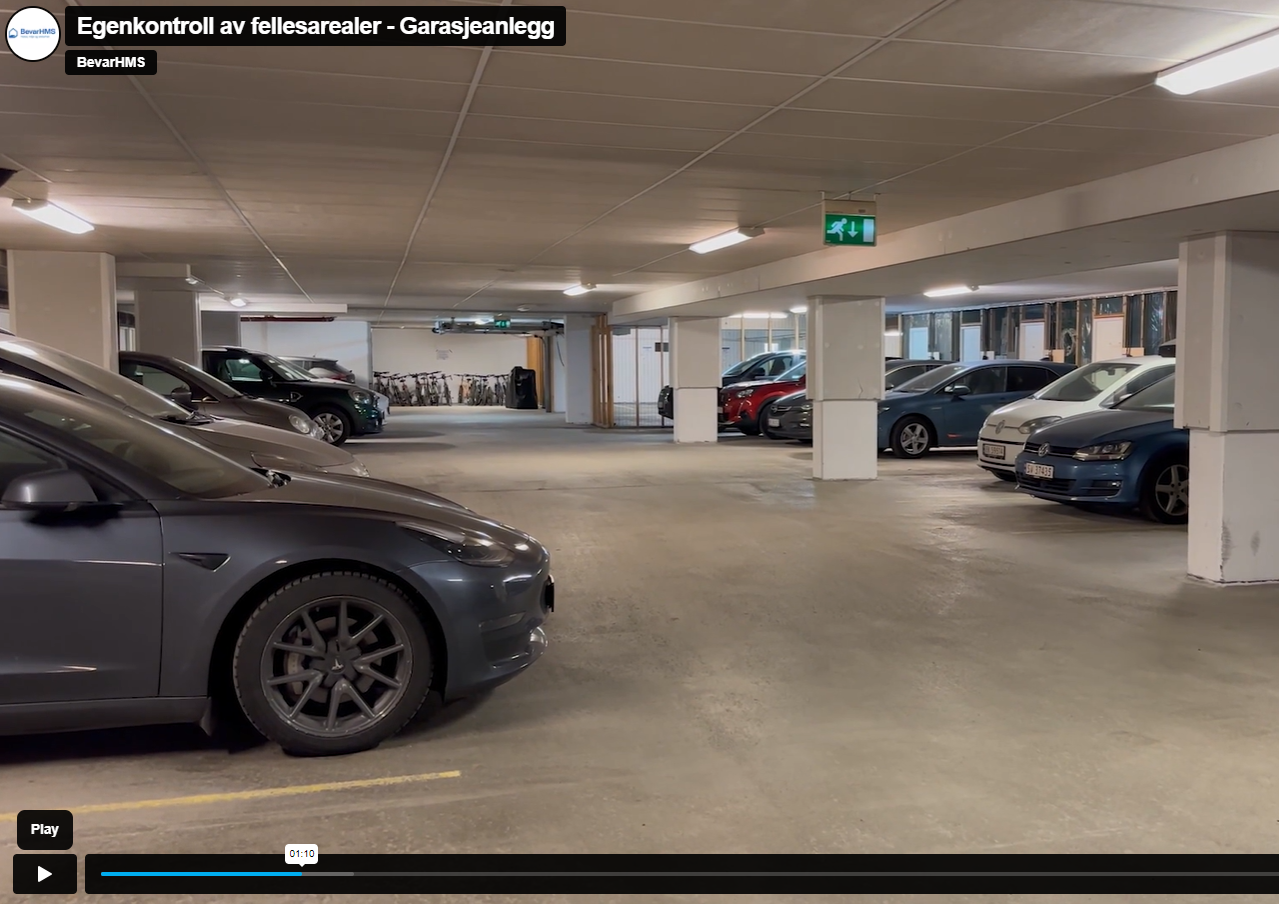 BevarHMS
Egenkontroll av fellesarealer - Garasjeanlegg
BevarHMS
Play
01:10